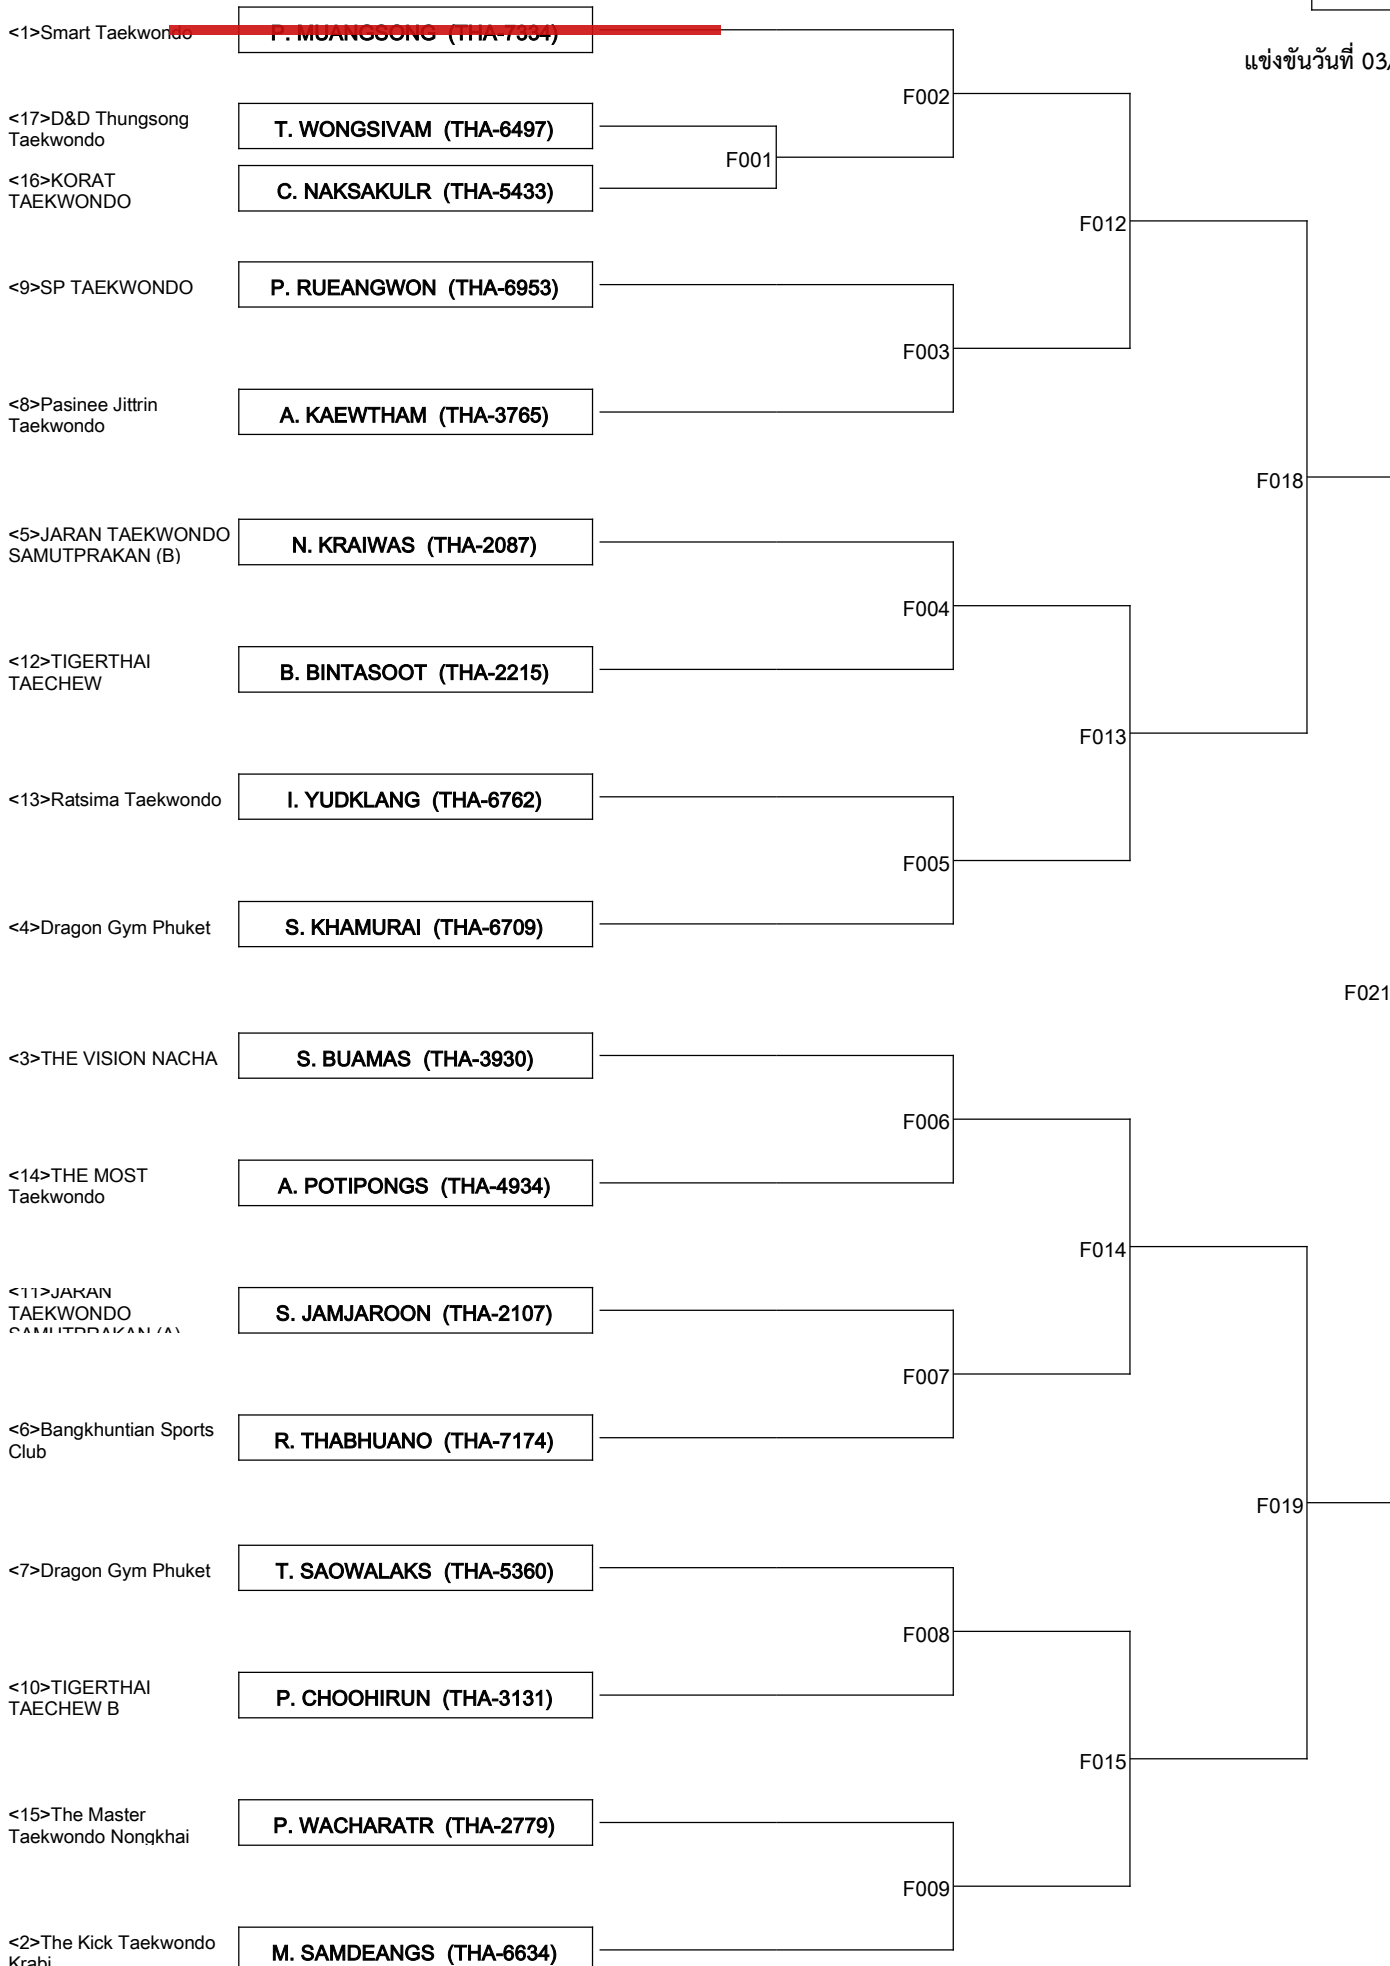 <1>Smart Taekwondo
P. MUANGSONG (THA-7334)
แข่งขันวันที่ 03/
F002
<17>D&D Thungsong
Taekwondo
T. WONGSIVAM (THA-6497)
F001
<16>KORAT
TAEKWONDO
C. NAKSAKULR (THA-5433)
F012
<9>SP TAEKWONDO
P. RUEANGWON (THA-6953)
F003
<8>Pasinee Jittrin
Taekwondo
A. KAEWTHAM (THA-3765)
F018
<5>JARAN TAEKWONDO
SAMUTPRAKAN (B)
N. KRAIWAS (THA-2087)
F004
<12>TIGERTHAI
TAECHEW
B. BINTASOOT (THA-2215)
F013
<13>Ratsima Taekwondo
I. YUDKLANG (THA-6762)
F005
<4>Dragon Gym Phuket
S. KHAMURAI (THA-6709)
F021
<3>THE VISION NACHA
S. BUAMAS (THA-3930)
F006
<14>THE MOST
Taekwondo
A. POTIPONGS (THA-4934)
F014
<11>JARAN
TAEKWONDO
SAMUTPRAKAN (A)
S. JAMJAROON (THA-2107)
F007
<6>Bangkhuntian Sports
Club
R. THABHUANO (THA-7174)
F019
<7>Dragon Gym Phuket
T. SAOWALAKS (THA-5360)
F008
<10>TIGERTHAI
TAECHEW B
P. CHOOHIRUN (THA-3131)
F015
<15>The Master
Taekwondo Nongkhai
P. WACHARATR (THA-2779)
F009
<2>The Kick Taekwondo
Krabi
M. SAMDEANGS (THA-6634)